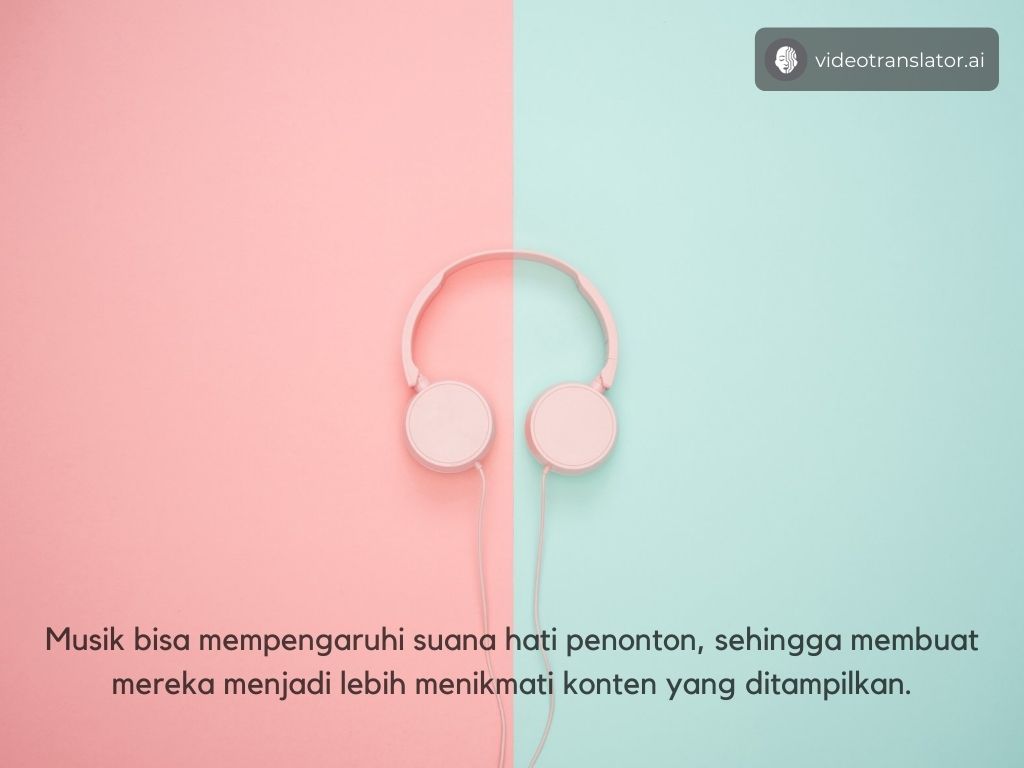 videotranslator.ai
Musik bisa mempengaruhi suana hati penonton, sehingga membuat
mereka menjadi lebih menikmati konten yang ditampilkan.